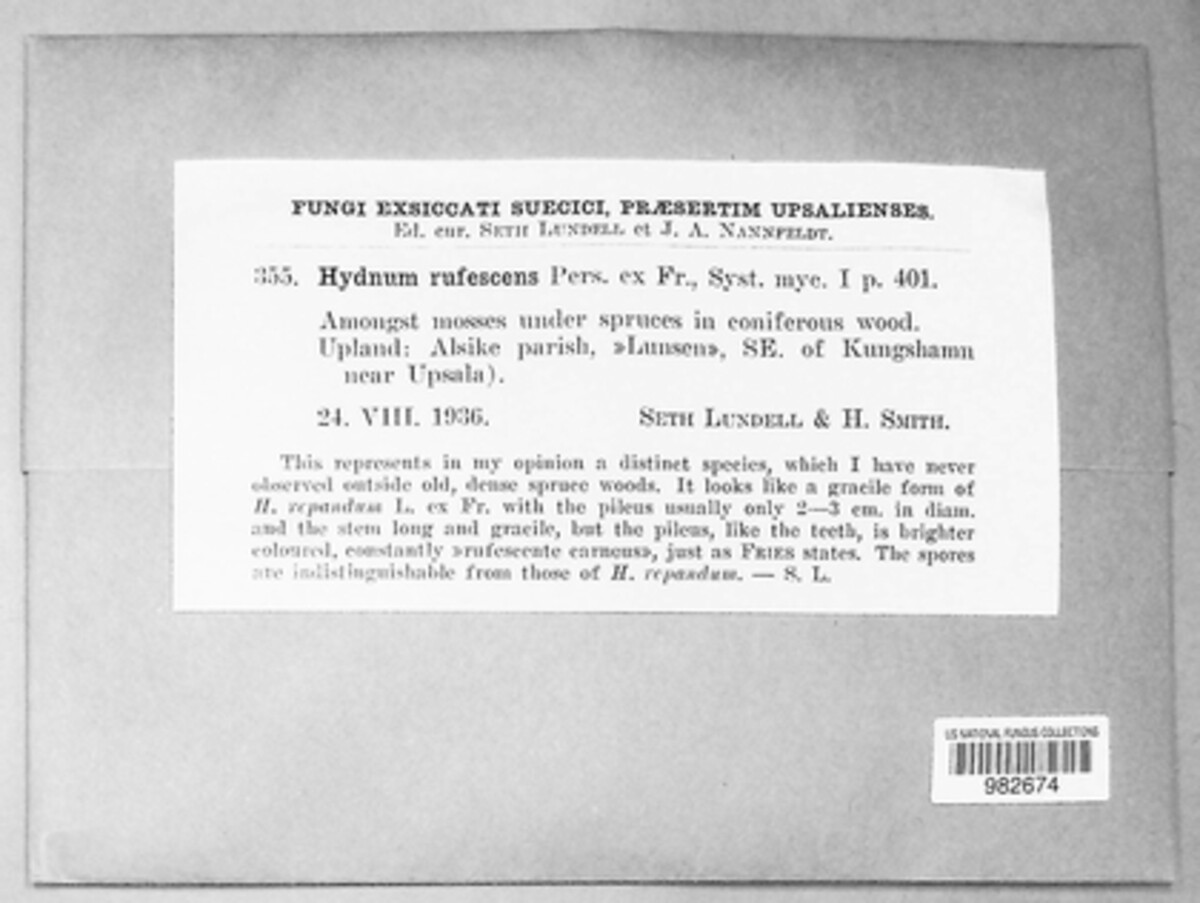 FUNGI EXSICCATI SUECICI, PRÆSERTIM UPSALIENSES.
Ed. cur. SETH LUNDELL et J. A. NANNFELDT.
355. Hydnum rufescens Pers. ex Fr., Syst. myc. I p. 401.
Amongst mosses under spruces in coniferous wood.
Upland: Alsike parish, »Lunsen», SE. of Kungshamn
near Upsala).
24. VIII. 1936. SETH LUNDELL & H. SMITH.
This represents in my opinion a distinct species, which I have never
observed outside old, dense spruce woods. It looks like a gracile form of
H. repandum L. ex Fr. with the pileus usually only 2—3 cm. in diam.
and the stem long and gracile, but the pileus, like the teeth, is brighter
coloured, constantly »rufescente carneus», just as FRIES states. The spores
are indistinguishable from those of H. repandum. — S. L.
US NATIONAL FUNGUS COLLECTIONS
982674